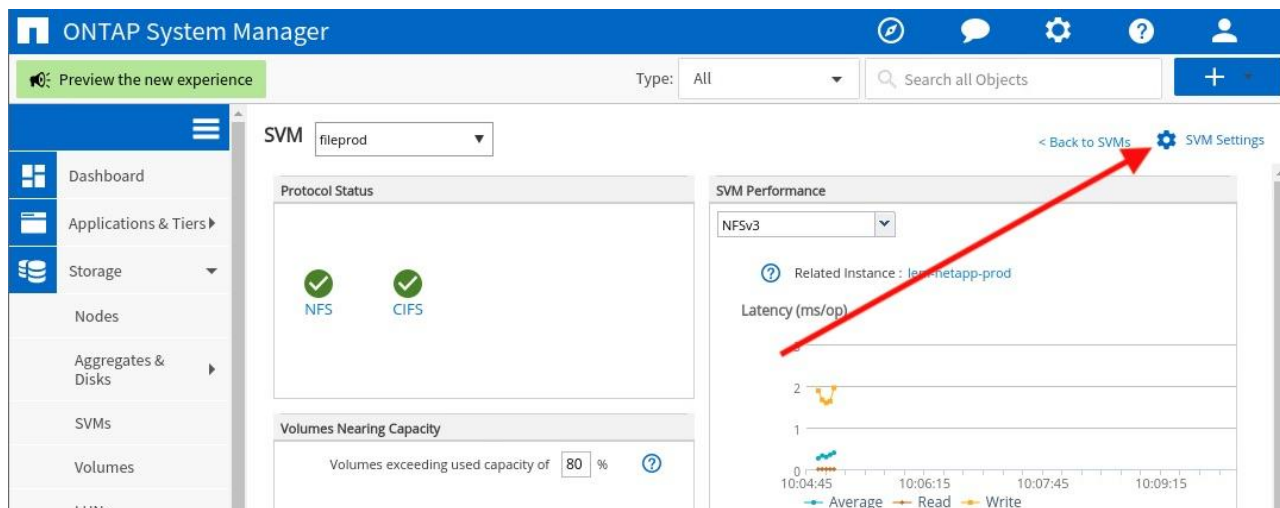 ONTAP System Manager
Preview the new experience
Type: All
Search all Objects
SVM fileprod
< Back to SVMs
SVM Settings
Dashboard
Applications & Tiers
Storage
Nodes
Aggregates &
Disks
SVMs
Volumes
Protocol Status
NFS CIFS
Volumes Nearing Capacity
Volumes exceeding used capacity of 80 %
SVM Performance
NFSv3
Related Instance :
Latency (ms/op)
2
1
0
10:04:45 10:06:15 10:07:45 10:09:15
Average Read Write